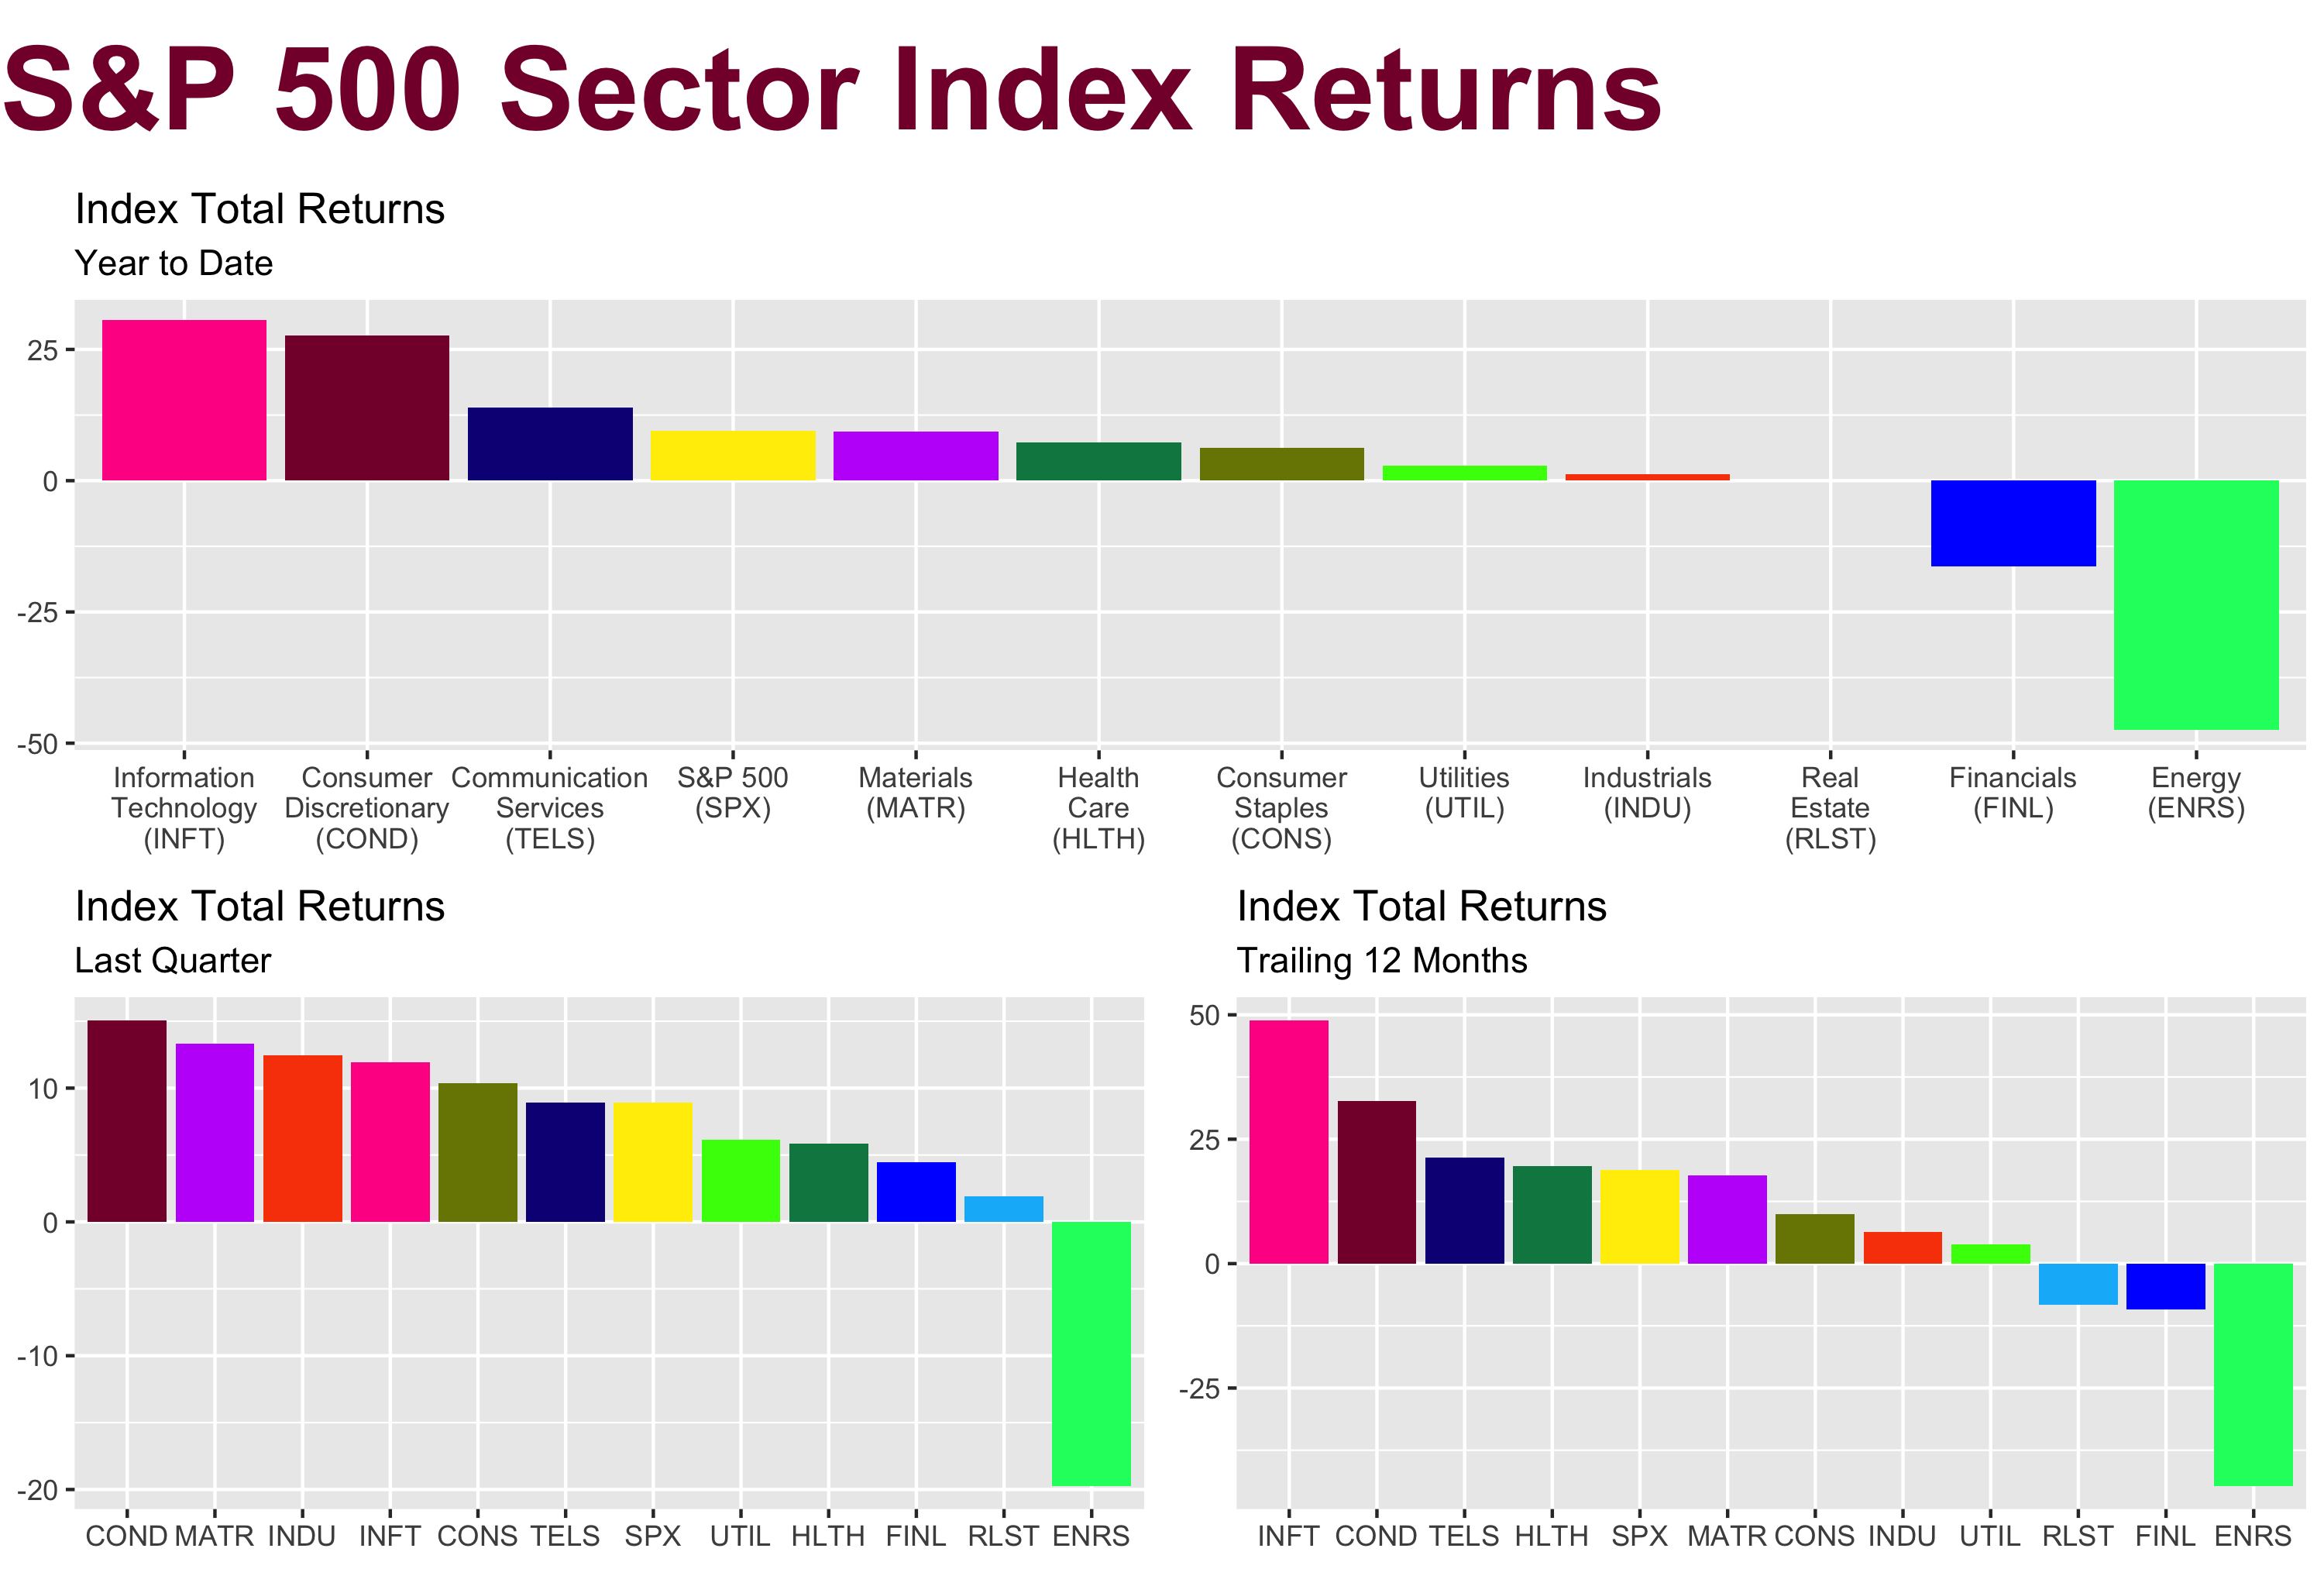 S&P 500 Sector Index Returns
Index Total Returns
Year to Date
25
0
-25
-50
Information Technology (INFT)
Consumer Discretionary (COND)
Communication Services (TELS)
S&P 500 (SPX)
Materials (MATR)
Health Care (HLTH)
Consumer Staples (CONS)
Utilities (UTIL)
Industrials (INDU)
Real Estate (RLST)
Financials (FINL)
Energy (ENRS)
Index Total Returns
Last Quarter
10
0
-10
-20
COND MATR INDU INFT CONS TELS SPX UTIL HLTH FINL RLST ENRS
Index Total Returns
Trailing 12 Months
50
25
0
-25
INFT COND TELS HLTH SPX MATR CONS INDU UTIL RLST FINL ENRS